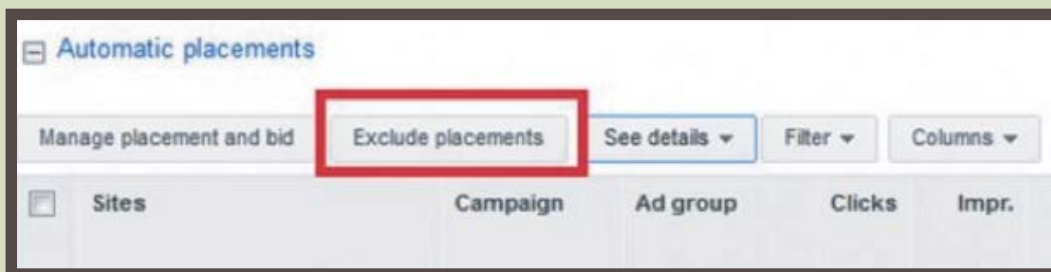 Automatic placements
Manage placement and bid Exclude placements See details Filter Columns
Sites Campaign Ad group Clicks Impr.